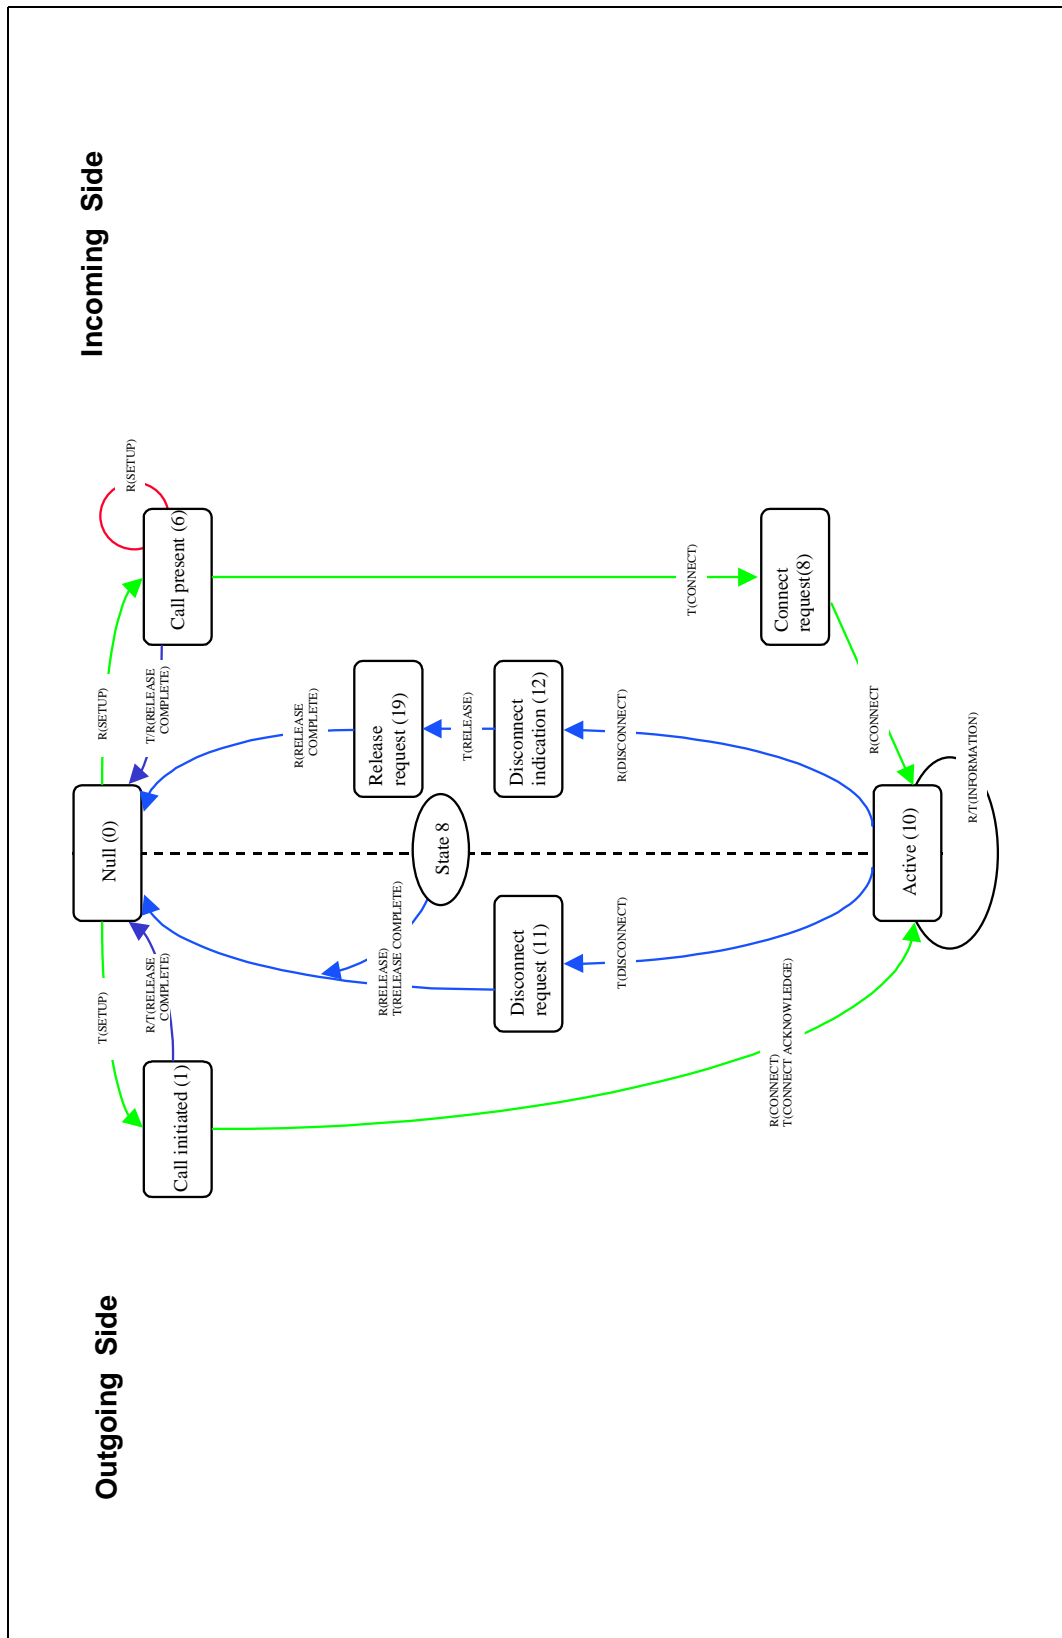 Outgoing  Side
Incoming  Side
Null (0)
T(SETUP)
R(SETUP)
R(SETUP)
R/T(RELEASE
COMPLETE)
T/R(RELEASE
COMPLETE)
Call initiated (1)
Call present (6)
R(RELEASE
COMPLETE)
Release
request (19)
R(RELEASE)
T(RELEASE COMPLETE)
State 8
T(RELEASE)
Disconnect
request (11)
Disconnect
indication (12)
T(DISCONNECT)
R(DISCONNECT)
T(CONNECT)
R(CONNECT)
T(CONNECT ACKNOWLEDGE)
Connect
request(8)
R(CONNECT
Active (10)
R/T(INFORMATION)